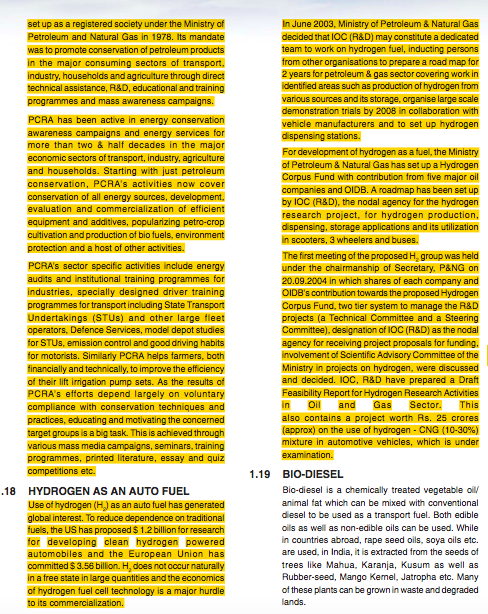 set up as a registered society under the Ministry of
Petroleum and Natural Gas in 1978. Its mandate
was to promote conservation of petroleum products
in the major consuming sectors of transport,
industry, households and agriculture through direct
technical assistance, R&D, educational and training
programmes and mass awareness campaigns.
PCRA has been active in energy conservation
awareness campaigns and energy services for
more than two & half decades in the major
economic sectors of transport, industry, agriculture
and households. Starting with just petroleum
conservation, PCRA's activities now cover
conservation of all energy sources, development,
evaluation and commercialization of efficient
equipment and additives, popularizing petro-crop
cultivation and production of bio fuels, environment
protection and a host of other activities.
PCRA's sector specific activities include energy
audits and institutional training programmes for
industries, specially designed driver training
programmes for transport including State Transport
Undertakings (STUs) and other large fleet
operators, Defence Services, model depot studies
for STUs, emission control and good driving habits
for motorists. Similarly PCRA helps farmers, both
financially and technically, to improve the efficiency
of their lift irrigation pump sets. As the results of
PCRA's efforts depend largely on voluntary
compliance with conservation techniques and
practices, educating and motivating the concerned
target groups is a big task. This is achieved through
various mass media campaigns, seminars, training
programmes, printed literature, essay and quiz
competitions etc.
.18 HYDROGEN AS AN AUTO FUEL
Use of hydrogen (H2) as an auto fuel has generated
global interest. To reduce dependence on traditional
fuels, the US has proposed $ 1.2 billion for research
for developing clean hydrogen powered
automobiles and the European Union has
committed $ 3.56 billion. H2 does not occur naturally
in a free state in large quantities and the economics
of hydrogen fuel cell technology is a major hurdle
to its commercialization.
In June 2003, Ministry of Petroleum & Natural Gas
decided that IOC (R&D) may constitute a dedicated
team to work on hydrogen fuel, inducting persons
from other organisations to prepare a road map for
2 years for petroleum & gas sector covering work in
identified areas such as production of hydrogen from
various sources and its storage, organise large scale
demonstration trials by 2008 in collaboration with
vehicle manufacturers and to set up hydrogen
dispensing stations.
For development of hydrogen as a fuel, the Ministry
of Petroleum & Natural Gas has set up a Hydrogen
Corpus Fund with contribution from five major oil
companies and OIDB. A roadmap has been set up
by IOC (R&D), the nodal agency for the hydrogen
research project, for hydrogen production,
dispensing, storage applications and its utilization
in scooters, 3 wheelers and buses.
The first meeting of the proposed H2 group was held
under the chairmanship of Secretary, P&NG on
20.09.2004 in which shares of each company and
OIDB's contribution towards the proposed Hydrogen
Corpus Fund, two tier system to manage the R&D
projects (a Technical Committee and a Steering
Committee), designation of IOC (R&D) as the nodal
agency for receiving project proposals for funding,
involvement of Scientific Advisory Committee of the
Ministry in projects on hydrogen, were discussed
and decided. IOC, R&D have prepared a Draft
Feasibility Report for Hydrogen Research Activities
in Oil and Gas Sector. This
also contains a project worth Rs. 25 crores
(approx) on the use of hydrogen - CNG (10-30%)
mixture in automotive vehicles, which is under
examination.
1.19 BIO-DIESEL
Bio-diesel is a chemically treated vegetable oil/
animal fat which can be mixed with conventional
diesel to be used as a transport fuel. Both edible
oils as well as non-edible oils can be used. While
in countries abroad, rape seed oils, soya oils etc.
are used, in India, it is extracted from the seeds of
trees like Mahua, Karanja, Kusum as well as
Rubber-seed, Mango Kernel, Jatropha etc. Many
of these plants can be grown in waste and degraded
lands.